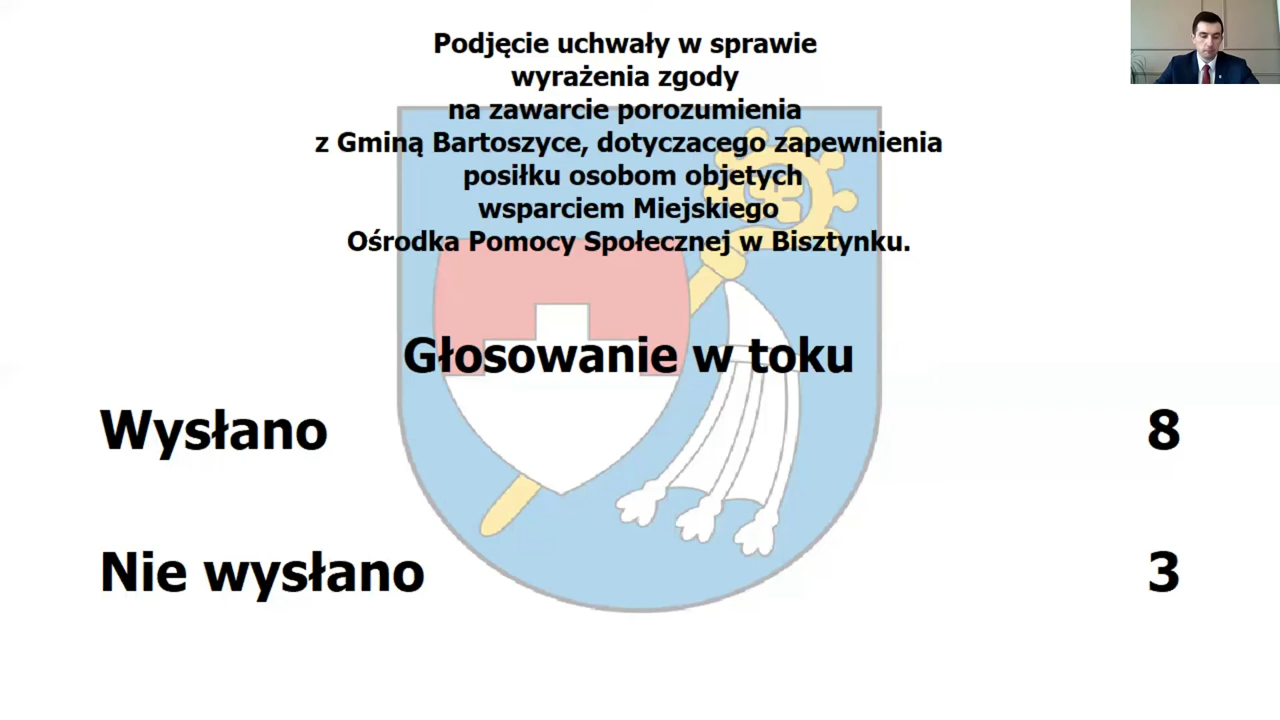 Podjęcie uchwały w sprawie
wyrażenia zgody
na zawarcie porozumienia
z Gminą Bartoszyce, dotyczacego zapewnienia
posiłku osobom objetych
wsparciem Miejskiego
Ośrodka Pomocy Społecznej w Bisztynku.
Głosowanie w toku
Wysłano 8
Nie wysłano 3